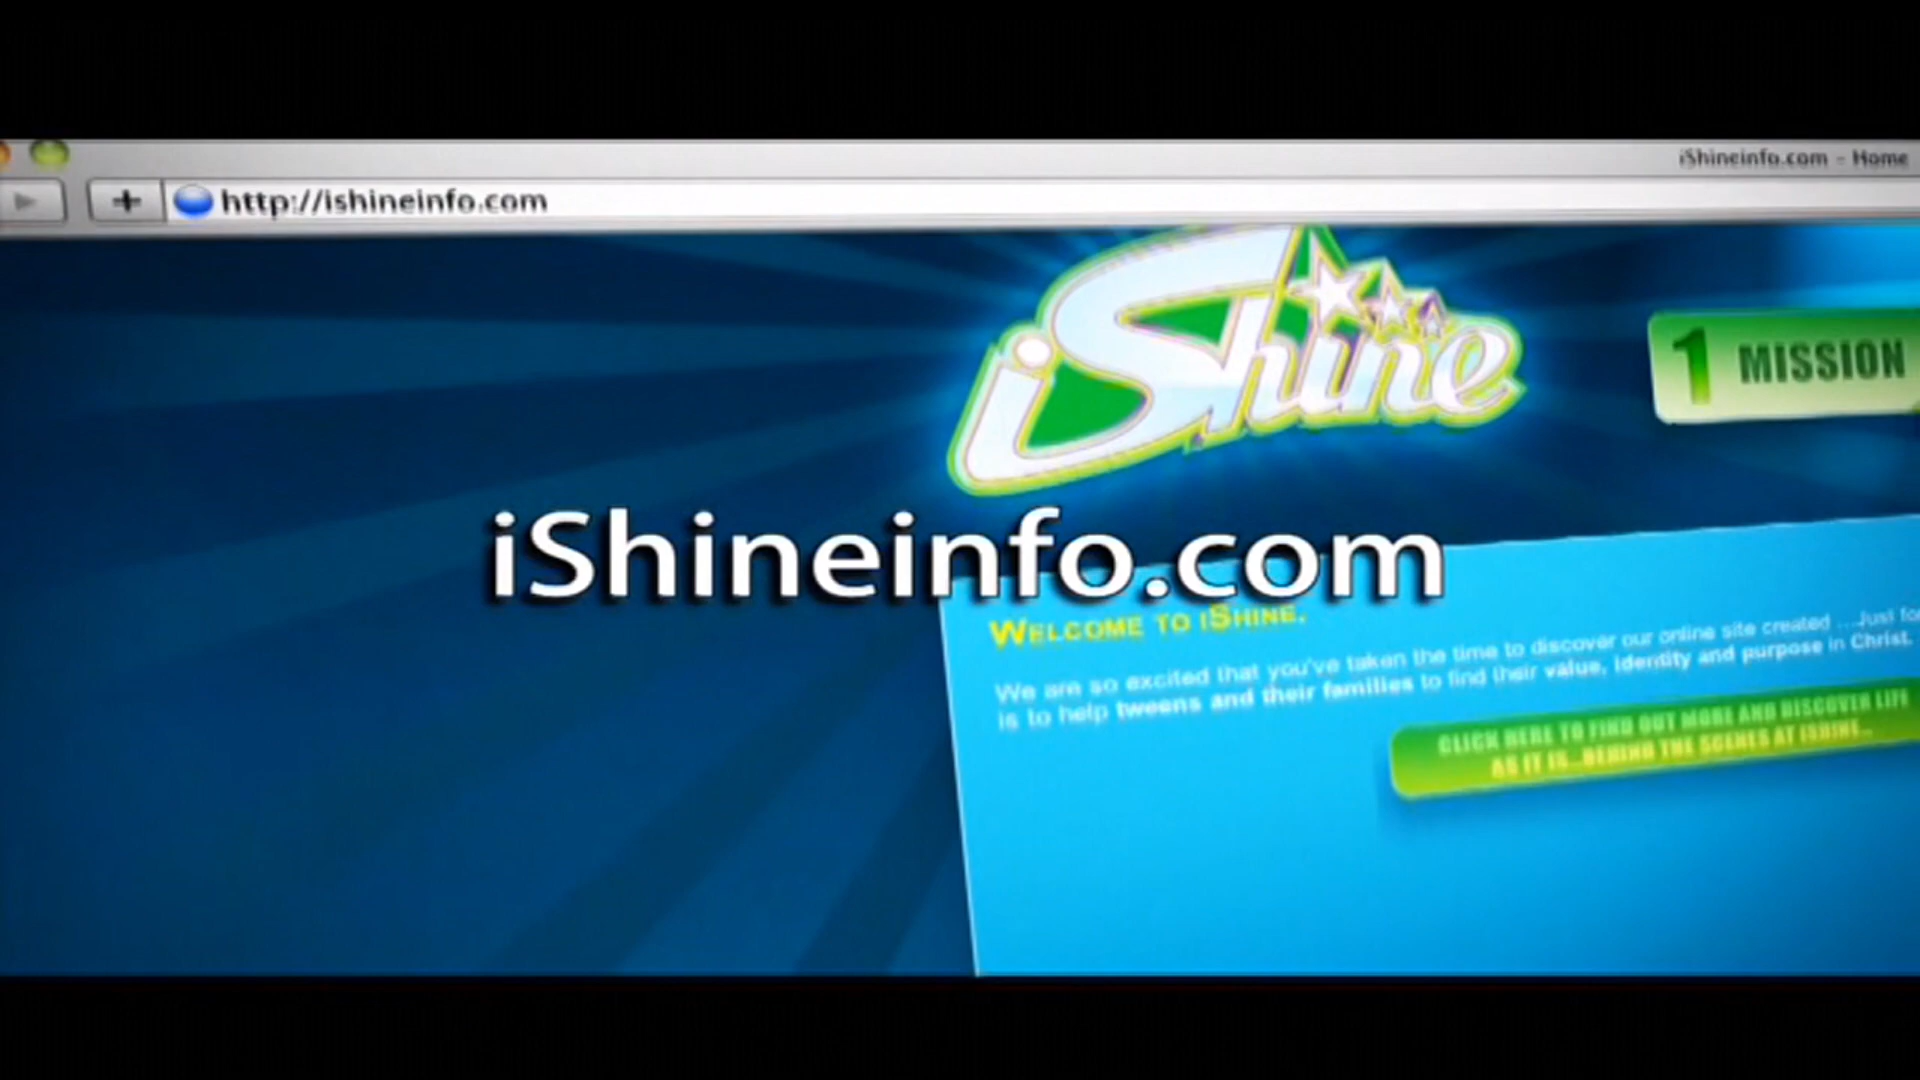 iShineinfo.com - Home
http://ishineinfo.com
iShine
1 MISSION
iShineinfo.com
WELCOME TO iSHINE.
We are so excited that you've taken the time to discover our online site created ...Just for
is to help tweens and their families to find their value, identity and purpose in Christ.
CLICK HERE TO FIND OUT MORE AND DISCOVER LIFE
AS IT IS...BEHIND THE SCENES AT ISHINE..